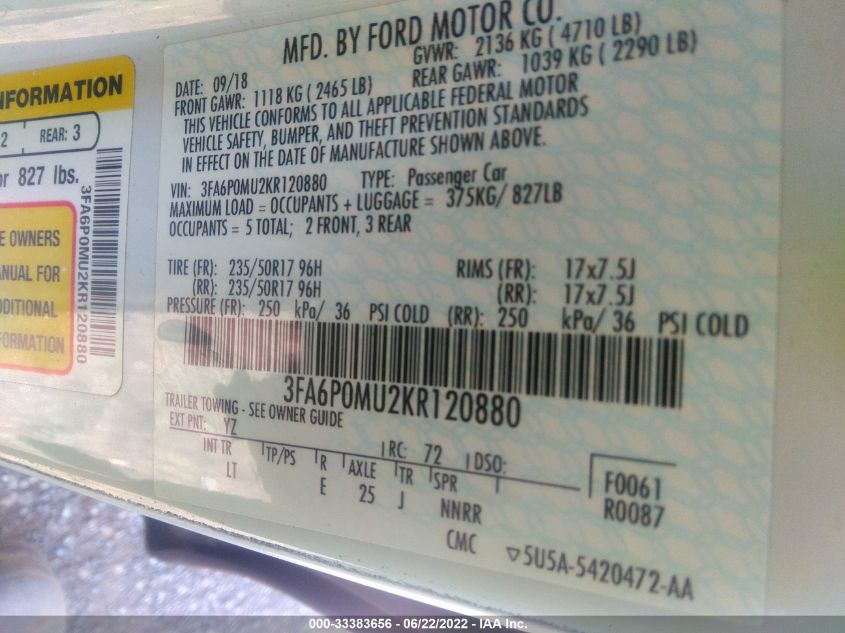 NFORMATION
2 REAR: 3
or 827 lbs.
3FA6P0MU2KR120880
E OWNERS
ANUAL FOR
DDITIONAL
FORMATION
MFD. BY FORD MOTOR CO.
DATE: 09/18 GVWR: 2136 KG ( 4710 LB)
FRONT GAWR: 1118 KG ( 2465 LB) REAR GAWR: 1039 KG ( 2290 LB)
THIS VEHICLE CONFORMS TO ALL APPLICABLE FEDERAL MOTOR
VEHICLE SAFETY, BUMPER, AND THEFT PREVENTION STANDARDS
IN EFFECT ON THE DATE OF MANUFACTURE SHOWN ABOVE.
VIN: 3FA6P0MU2KR120880 TYPE: Passenger Car
MAXIMUM LOAD = OCCUPANTS + LUGGAGE = 375KG/ 827LB
OCCUPANTS = 5 TOTAL; 2 FRONT, 3 REAR
TIRE (FR): 235/50R17 96H RIMS (FR): 17x7.5J
(RR): 235/50R17 96H (RR): 17x7.5J
PRESSURE (FR): 250 kPa/ 36 PSI COLD (RR): 250 kPa/ 36 PSI COLD
3FA6P0MU2KR120880
TRAILER TOWING - SEE OWNER GUIDE
EXT PNT: YZ RC: 72 DSO:
INT TR TP/PS R AXLE TR SPR F0061
LT E 25 J NNRR R0087
CMC ▽5U5A-5420472-AA
000-33383656 - 06/22/2022 - IAA Inc.